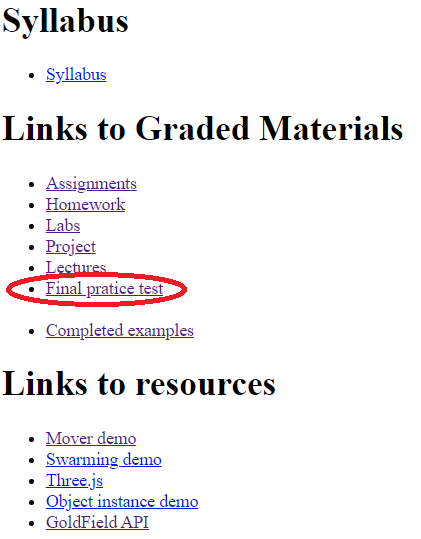 Syllabus
Syllabus
Links to Graded Materials
Assignments
Homework
Labs
Project
Lectures
Final pratice test
Completed examples
Links to resources
Mover demo
Swarming demo
Three.js
Object instance demo
GoldField API